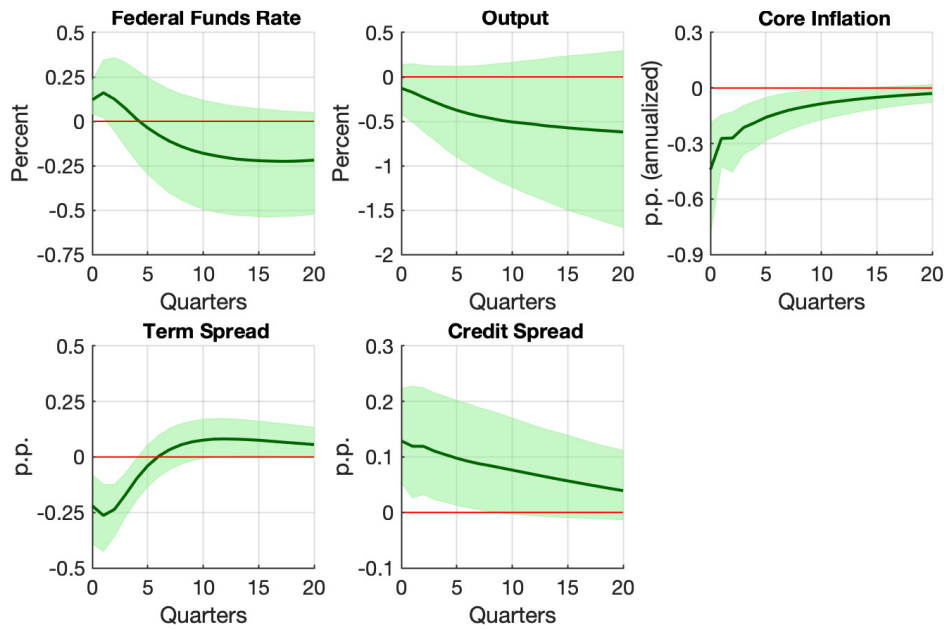 Federal Funds Rate
Percent
0.5
0.25
0
-0.25
-0.5
-0.75
0 5 10 15 20
Quarters
Output
Percent
0.5
0
-0.5
-1
-1.5
-2
0 5 10 15 20
Quarters
Core Inflation
p.p. (annualized)
0.3
0
-0.3
-0.6
-0.9
0 5 10 15 20
Quarters
Term Spread
p.p.
0.5
0.25
0
-0.25
-0.5
0 5 10 15 20
Quarters
Credit Spread
p.p.
0.3
0.2
0.1
0
-0.1
0 5 10 15 20
Quarters